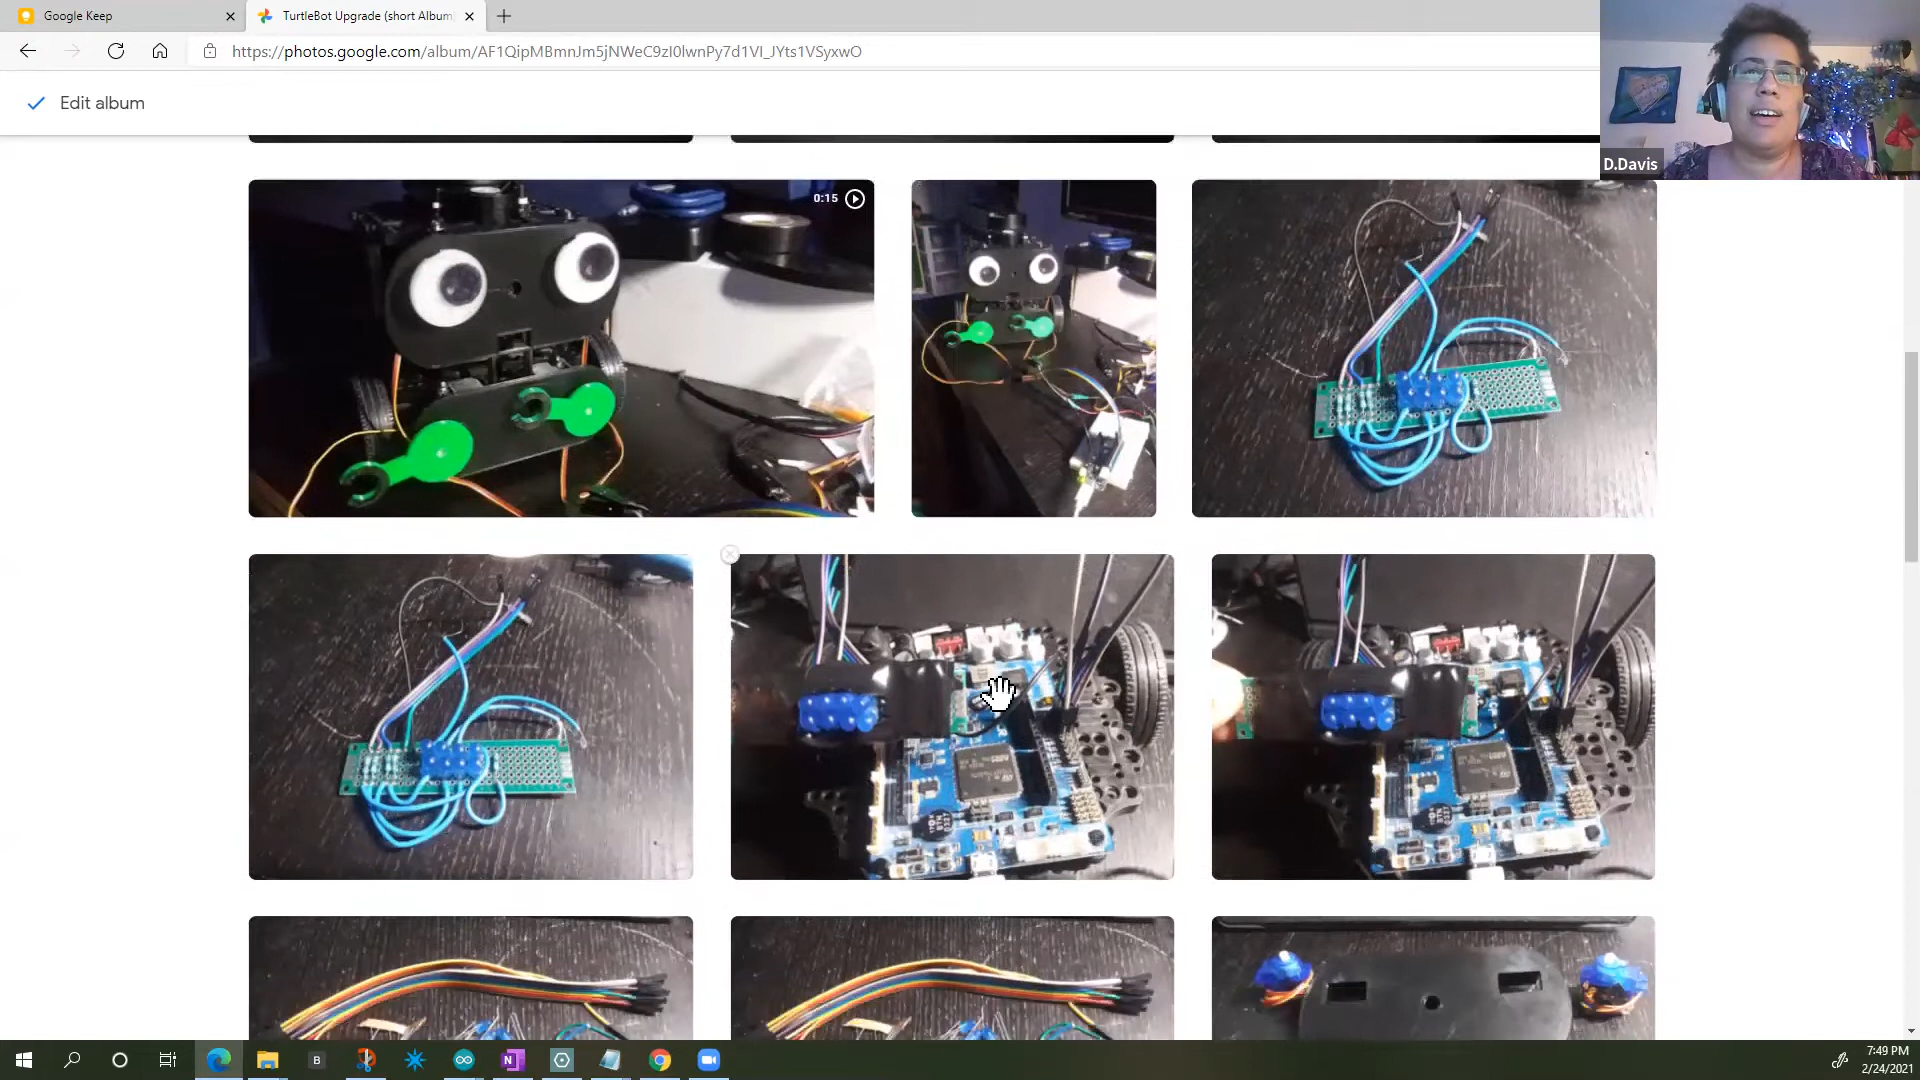 Google Keep
TurtleBot Upgrade (short Album
https://photos.google.com/album/AF1QipMBmnJm5jNWeC9zI0lwnPy7d1VI_JYts1VSyxwO
Edit album
D.Davis
0:15
7:49 PM
2/24/2021